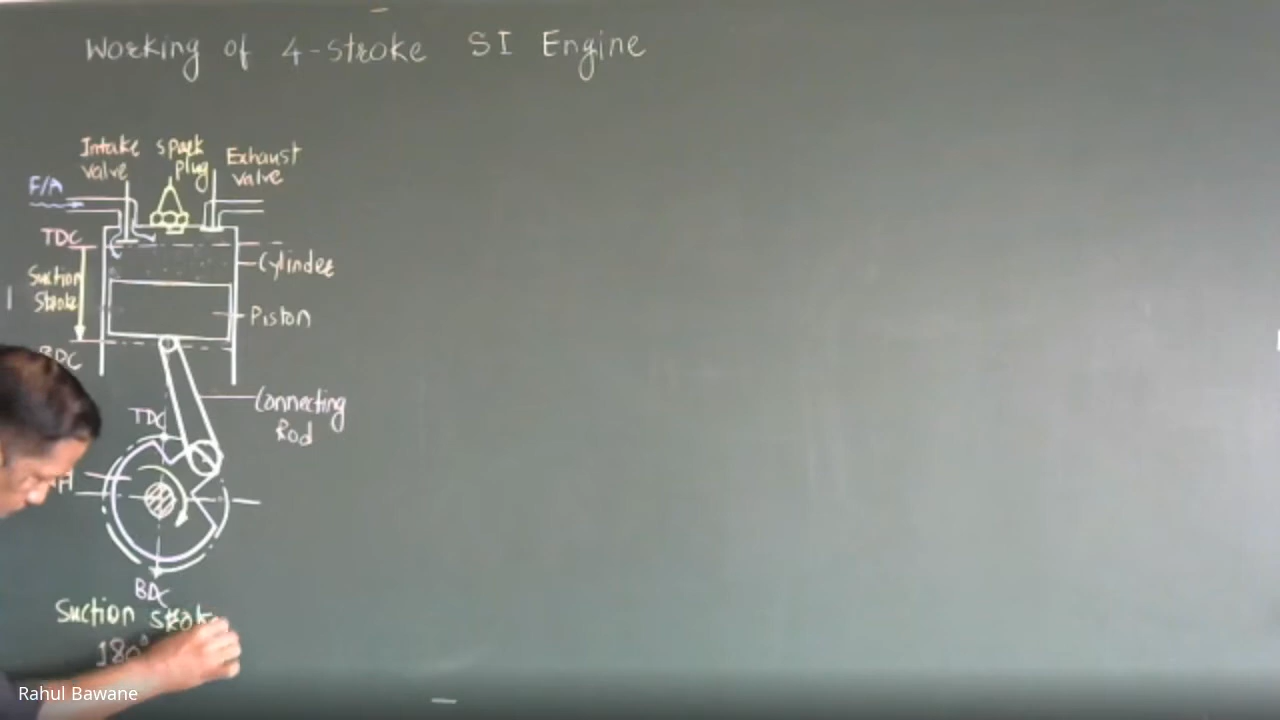 Working of 4-stroke SI Engine
Intake
valve
spark
plug
Exhaust
valve
F/A
TDC
Suction
Stroke
Cylinder
Piston
BDC
Connecting
Rod
TDC
BDC
Suction stroke
180°
Rahul Bawane